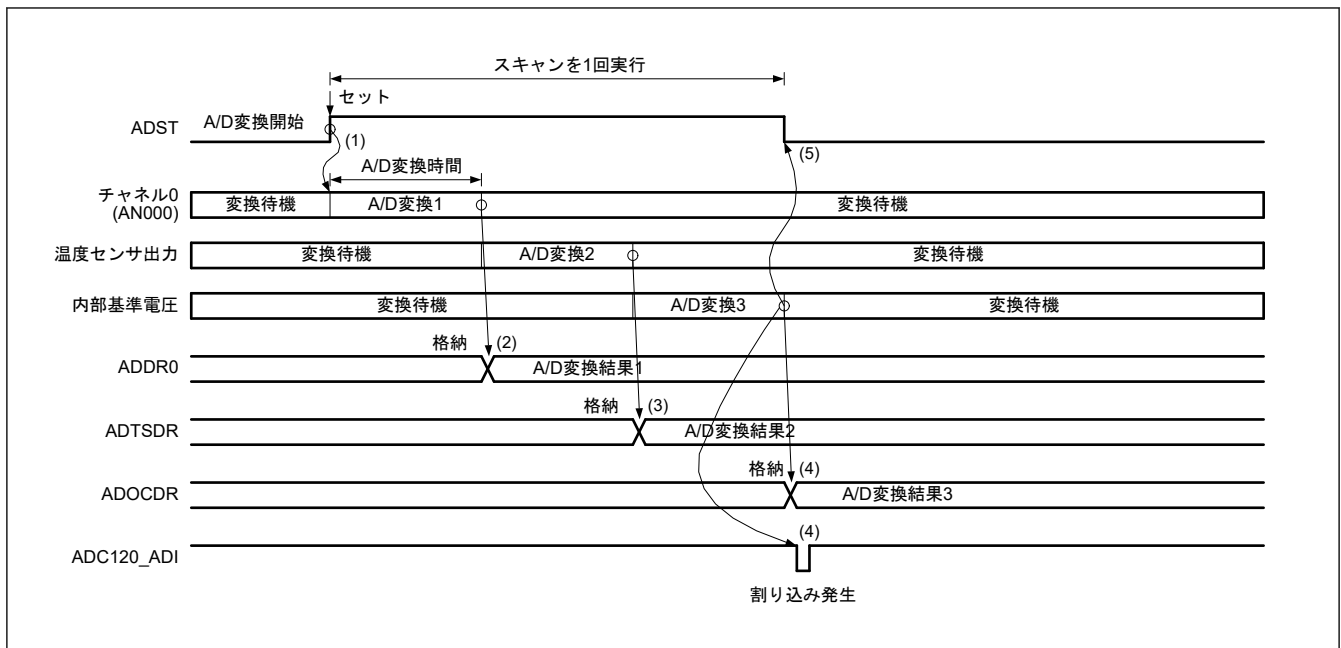 スキャンを1回実行
セット
ADST
A/D変換開始
(1)
(5)
A/D変換時間
チャネル0
(AN000)
変換待機
A/D変換1
変換待機
温度センサ出力
変換待機
A/D変換2
変換待機
内部基準電圧
変換待機
A/D変換3
変換待機
格納
(2)
ADDR0
A/D変換結果1
格納
(3)
ADTSDR
A/D変換結果2
格納
(4)
ADOCDR
A/D変換結果3
(4)
ADC120_ADI
割り込み発生